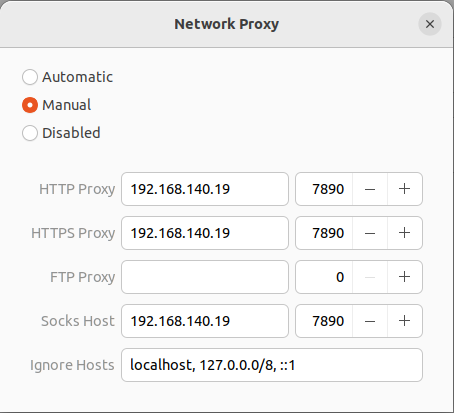 Network Proxy
Automatic
Manual
Disabled
HTTP Proxy 192.168.140.19 7890 − +
HTTPS Proxy 192.168.140.19 7890 − +
FTP Proxy 0 − +
Socks Host 192.168.140.19 7890 − +
Ignore Hosts localhost, 127.0.0.0/8, ::1